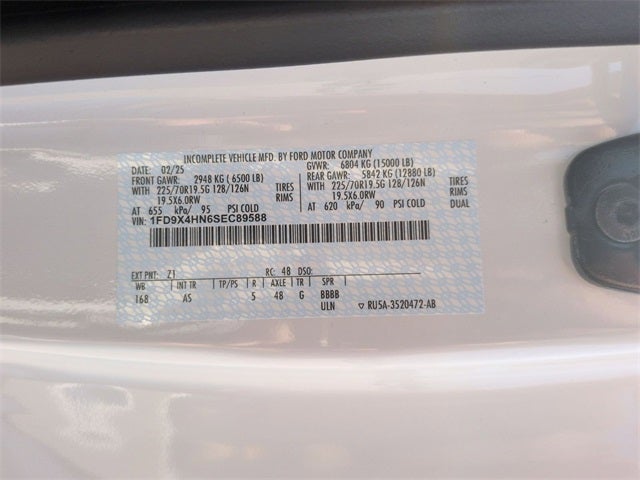 INCOMPLETE VEHICLE MFD. BY FORD MOTOR COMPANY
DATE: 02/25 GVWR: 6804 KG (15000 LB)
FRONT GAWR: 2948 KG ( 6500 LB) REAR GAWR: 5842 KG (12880 LB)
WITH 225/70R19.5G 128/126N TIRES WITH 225/70R19.5G 128/126N TIRES
19.5X6.0RW RIMS 19.5X6.0RW RIMS
AT 655 kPa/ 95 PSI COLD AT 620 kPa/ 90 PSI COLD DUAL
VIN: 1FD9X4HN6SEC89588
EXT PNT: Z1 RC: 48 DSO:
WB INT TR TP/PS R AXLE TR SPR
168 AS 5 48 G BBBB
ULN ▽ RU5A-3520472-AB